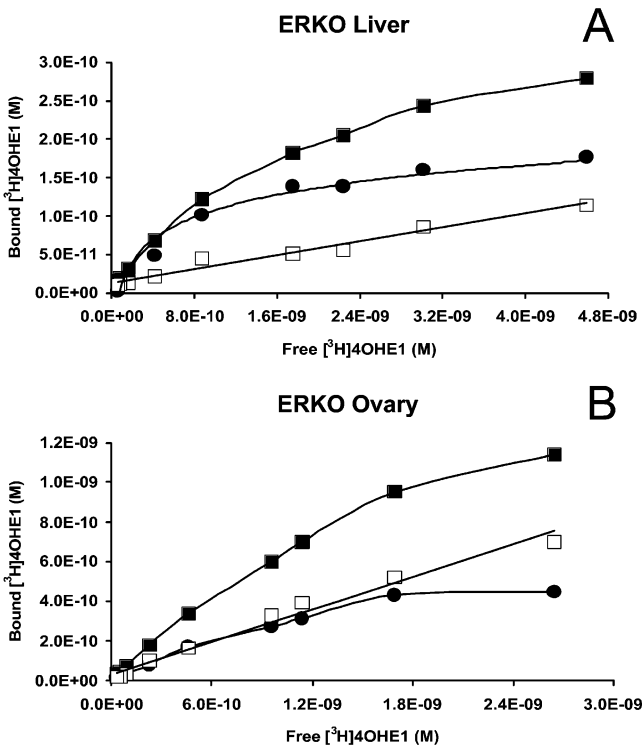 ERKO Liver
A
Bound [³H]4OHE1 (M)
3.0E-10
2.5E-10
2.0E-10
1.5E-10
1.0E-10
5.0E-11
0.0E+00
0.0E+00 8.0E-10 1.6E-09 2.4E-09 3.2E-09 4.0E-09 4.8E-09
Free [³H]4OHE1 (M)
ERKO Ovary
B
Bound [³H]4OHE1 (M)
1.2E-09
1.0E-09
8.0E-10
6.0E-10
4.0E-10
2.0E-10
0.0E+00
0.0E+00 6.0E-10 1.2E-09 1.8E-09 2.4E-09 3.0E-09
Free [³H]4OHE1 (M)